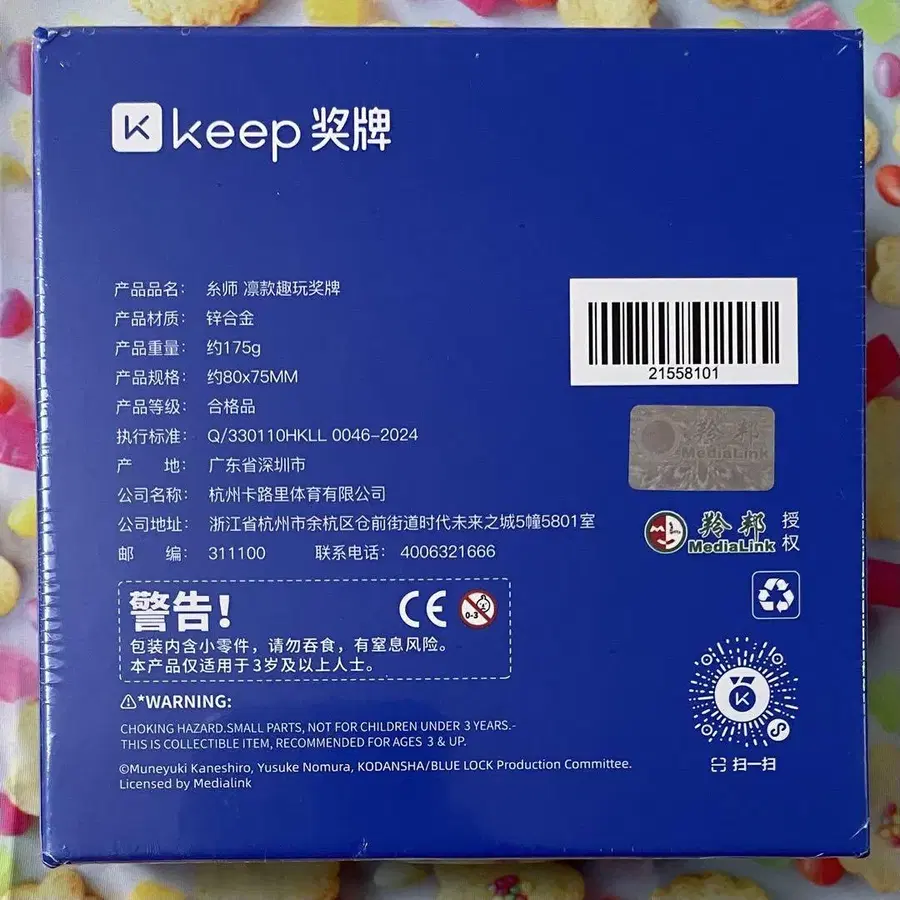 keep 奖牌
产品品名： 糸师 凛款趣玩奖牌
产品材质： 锌合金
产品重量： 约175g
产品规格： 约80x75MM
产品等级： 合格品
执行标准： Q/330110HKLL 0046-2024
产 地： 广东省深圳市
公司名称： 杭州卡路里体育有限公司
公司地址： 浙江省杭州市余杭区仓前街道时代未来之城5幢5801室
邮 编： 311100 联系电话： 4006321666
21558101
羚邦
MediaLink
羚邦 授权
MediaLink
警告！ CE 0-3
包装内含小零件，请勿吞食，有窒息风险。
本产品仅适用于3岁及以上人士。
*WARNING:
CHOKING HAZARD.SMALL PARTS, NOT FOR CHILDREN UNDER 3 YEARS.-
THIS IS COLLECTIBLE ITEM, RECOMMENDED FOR AGES 3 & UP.
©Muneyuki Kaneshiro, Yusuke Nomura, KODANSHA/BLUE LOCK Production Committee.
Licensed by Medialink
扫一扫